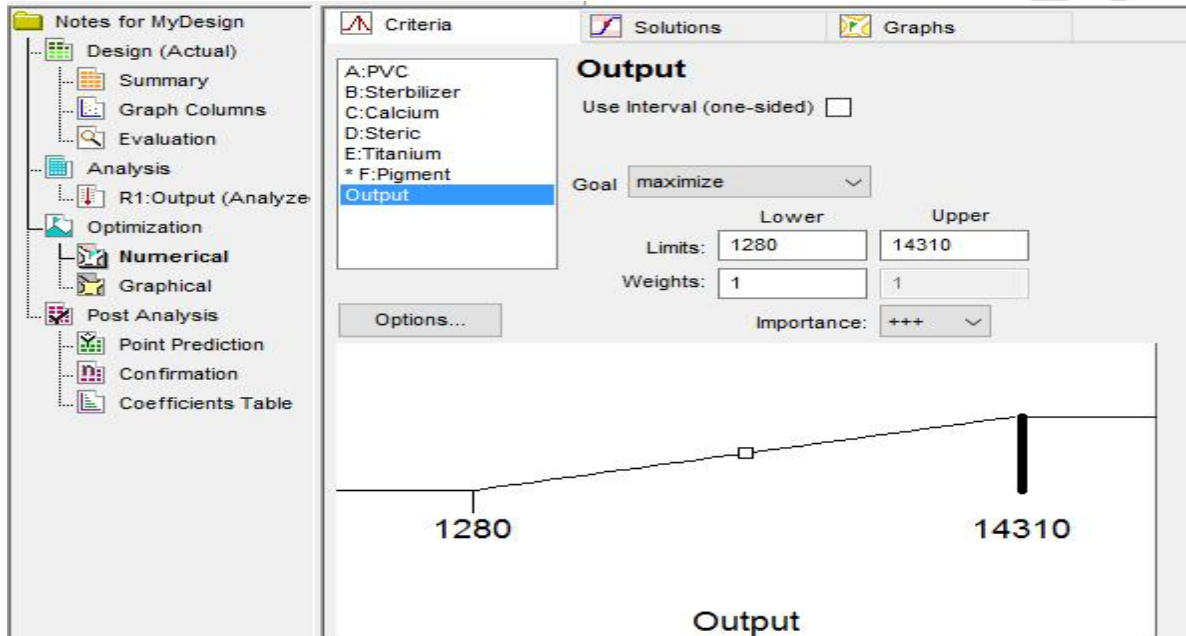 Notes for MyDesign
Design (Actual)
Summary
Graph Columns
Evaluation
Analysis
R1:Output (Analyze
Optimization
Numerical
Graphical
Post Analysis
Point Prediction
Confirmation
Coefficients Table
Criteria
Solutions
Graphs
A:PVC
B:Sterbilizer
C:Calcium
D:Steric
E:Titanium
* F:Pigment
Output
Options...
Output
Use Interval (one-sided)
Goal maximize
Lower Upper
Limits: 1280 14310
Weights: 1 1
Importance: +++
1280 14310
Output